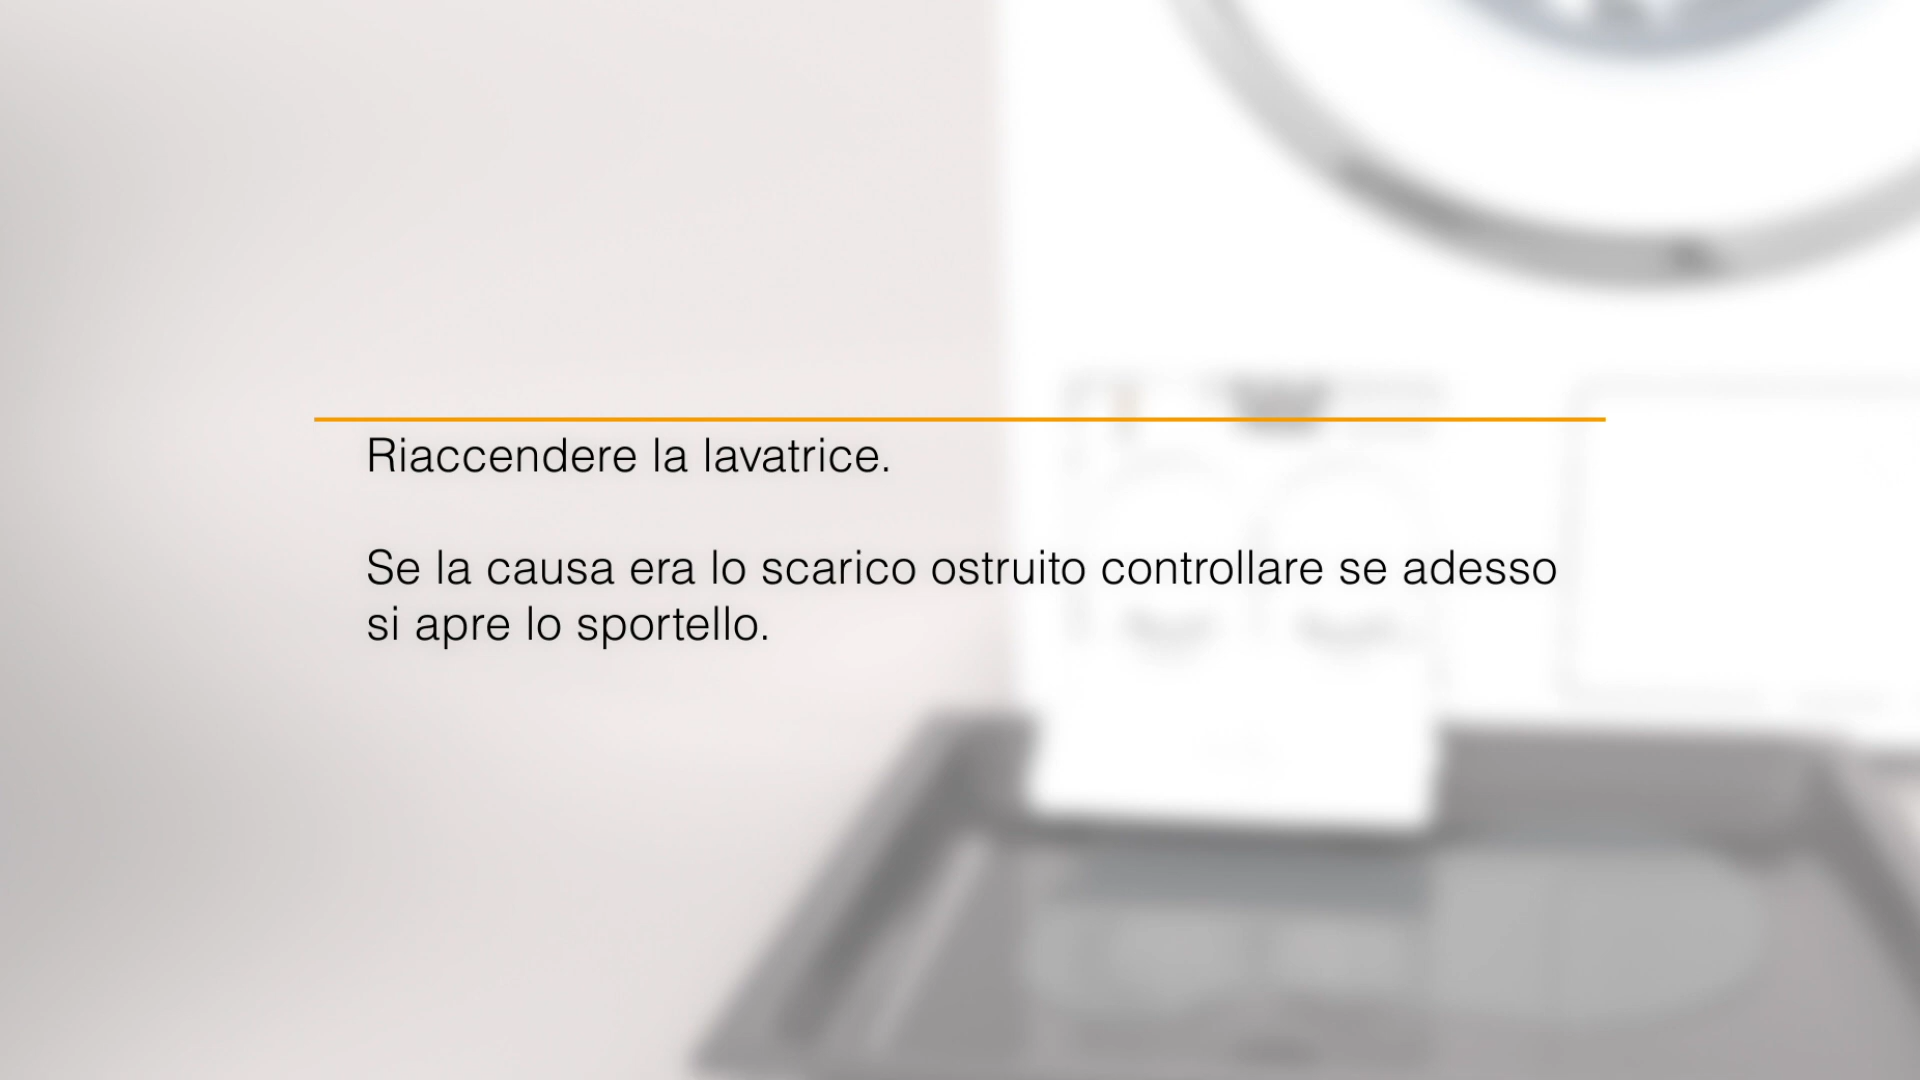 Riaccendere la lavatrice.
Se la causa era lo scarico ostruito controllare se adesso
si apre lo sportello.